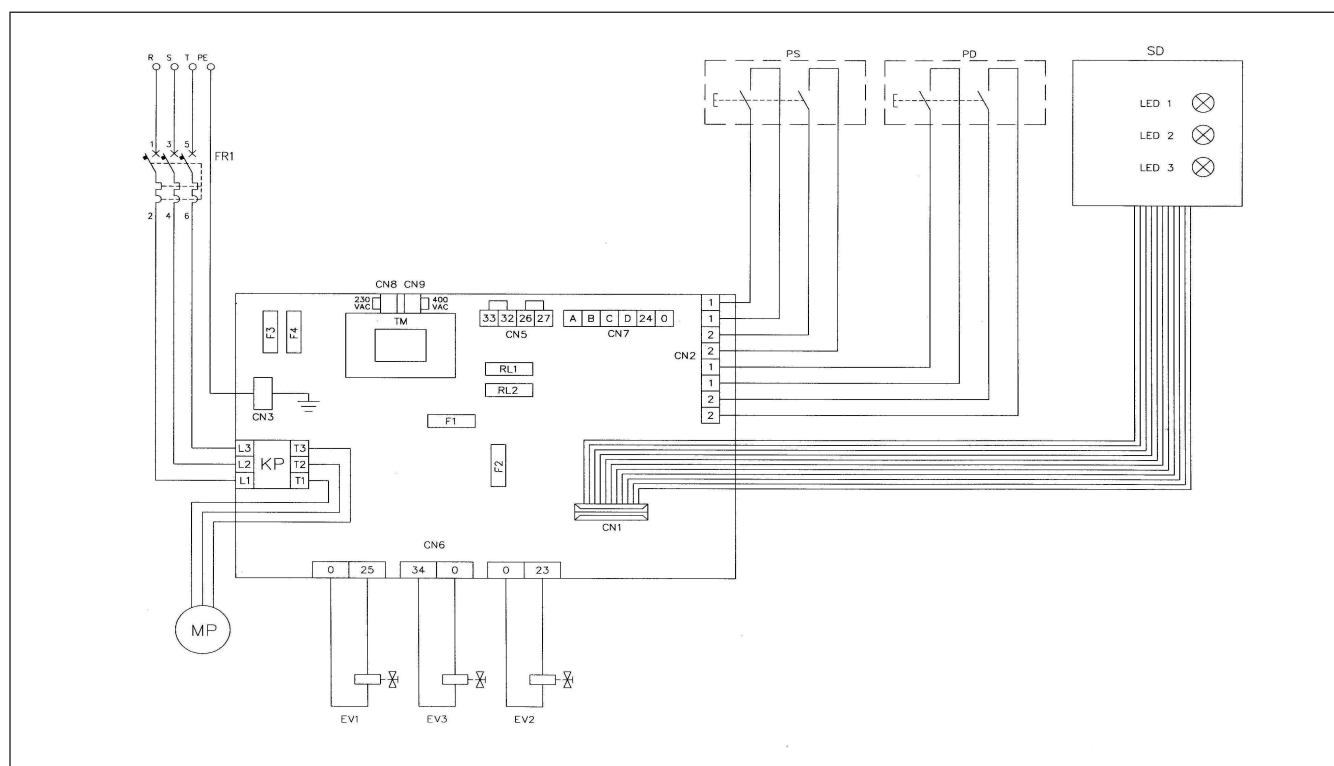 R S T PE
PS
PD
SD
LED 1
LED 2
LED 3
1 3 5
FR1
2 4 6
CN8 CN9
230 VAC
400 VAC
TM
F3
F4
33 32 26 27
CN5
A B C D 24 0
CN7
1
1
2
2
1
1
2
2
CN2
RL1
RL2
F1
F2
CN3
L3 T3
L2 KP T2
L1 T1
CN1
CN6
0 25 34 0 0 23
MP
EV1 EV3 EV2